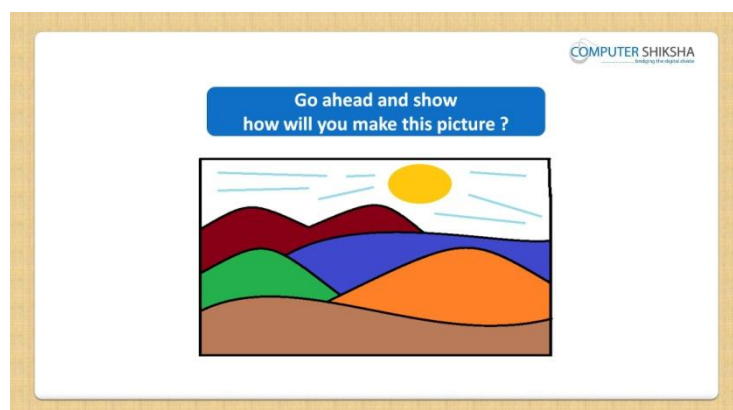 COMPUTER SHIKSHA
bridging the digital divide
Go ahead and show
how will you make this picture ?